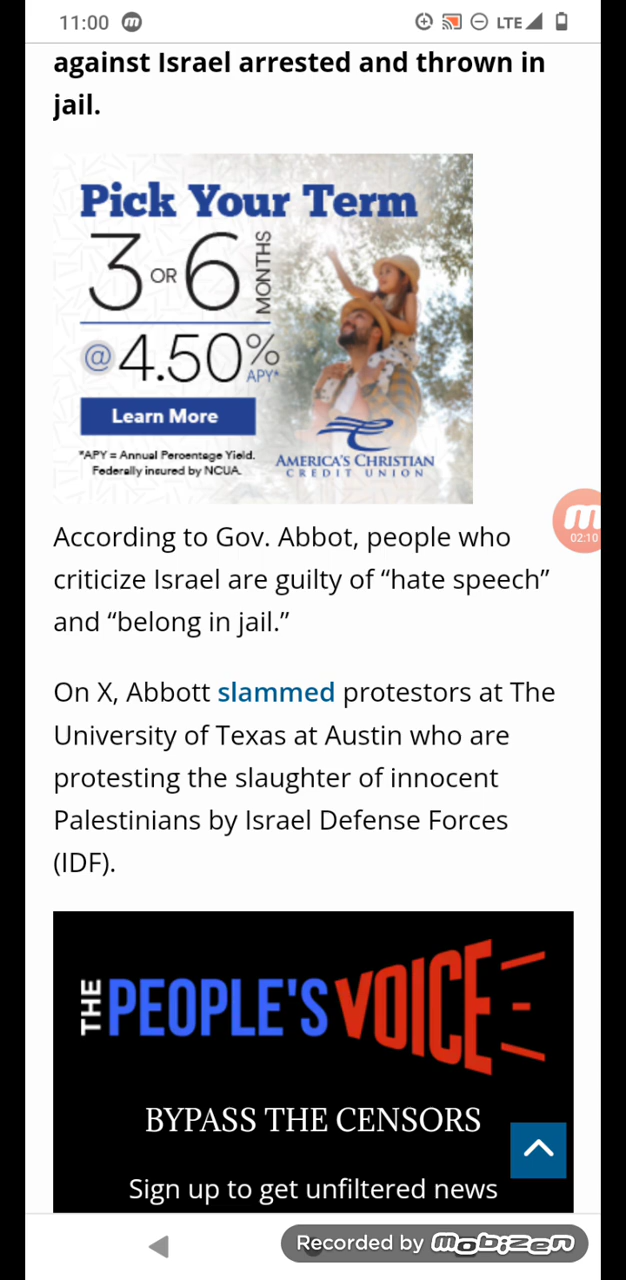 11:00
LTE
against Israel arrested and thrown in
jail.
Pick Your Term
3 OR 6 MONTHS
@ 4.50% APY*
Learn More
*APY = Annual Percentage Yield.
Federally insured by NCUA.
AMERICA'S CHRISTIAN
CREDIT UNION
02:10
According to Gov. Abbot, people who
criticize Israel are guilty of “hate speech”
and “belong in jail.”
On X, Abbott slammed protestors at The
University of Texas at Austin who are
protesting the slaughter of innocent
Palestinians by Israel Defense Forces
(IDF).
THE PEOPLE'S VOICE
BYPASS THE CENSORS
Sign up to get unfiltered news
Recorded by mobizen